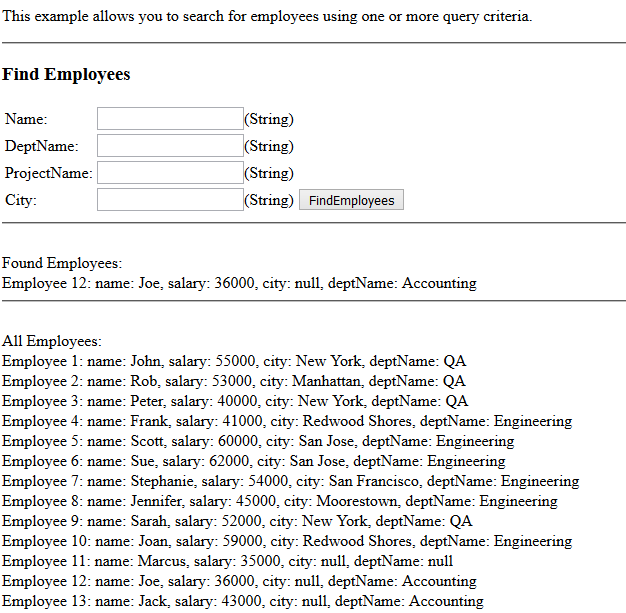 This example allows you to search for employees using one or more query criteria.
Find Employees
Name: (String)
DeptName: (String)
ProjectName: (String)
City: (String) FindEmployees
Found Employees:
Employee 12: name: Joe, salary: 36000, city: null, deptName: Accounting
All Employees:
Employee 1: name: John, salary: 55000, city: New York, deptName: QA
Employee 2: name: Rob, salary: 53000, city: Manhattan, deptName: QA
Employee 3: name: Peter, salary: 40000, city: New York, deptName: QA
Employee 4: name: Frank, salary: 41000, city: Redwood Shores, deptName: Engineering
Employee 5: name: Scott, salary: 60000, city: San Jose, deptName: Engineering
Employee 6: name: Sue, salary: 62000, city: San Jose, deptName: Engineering
Employee 7: name: Stephanie, salary: 54000, city: San Francisco, deptName: Engineering
Employee 8: name: Jennifer, salary: 45000, city: Moorestown, deptName: Engineering
Employee 9: name: Sarah, salary: 52000, city: New York, deptName: QA
Employee 10: name: Joan, salary: 59000, city: Redwood Shores, deptName: Engineering
Employee 11: name: Marcus, salary: 35000, city: null, deptName: null
Employee 12: name: Joe, salary: 36000, city: null, deptName: Accounting
Employee 13: name: Jack, salary: 43000, city: null, deptName: Accounting